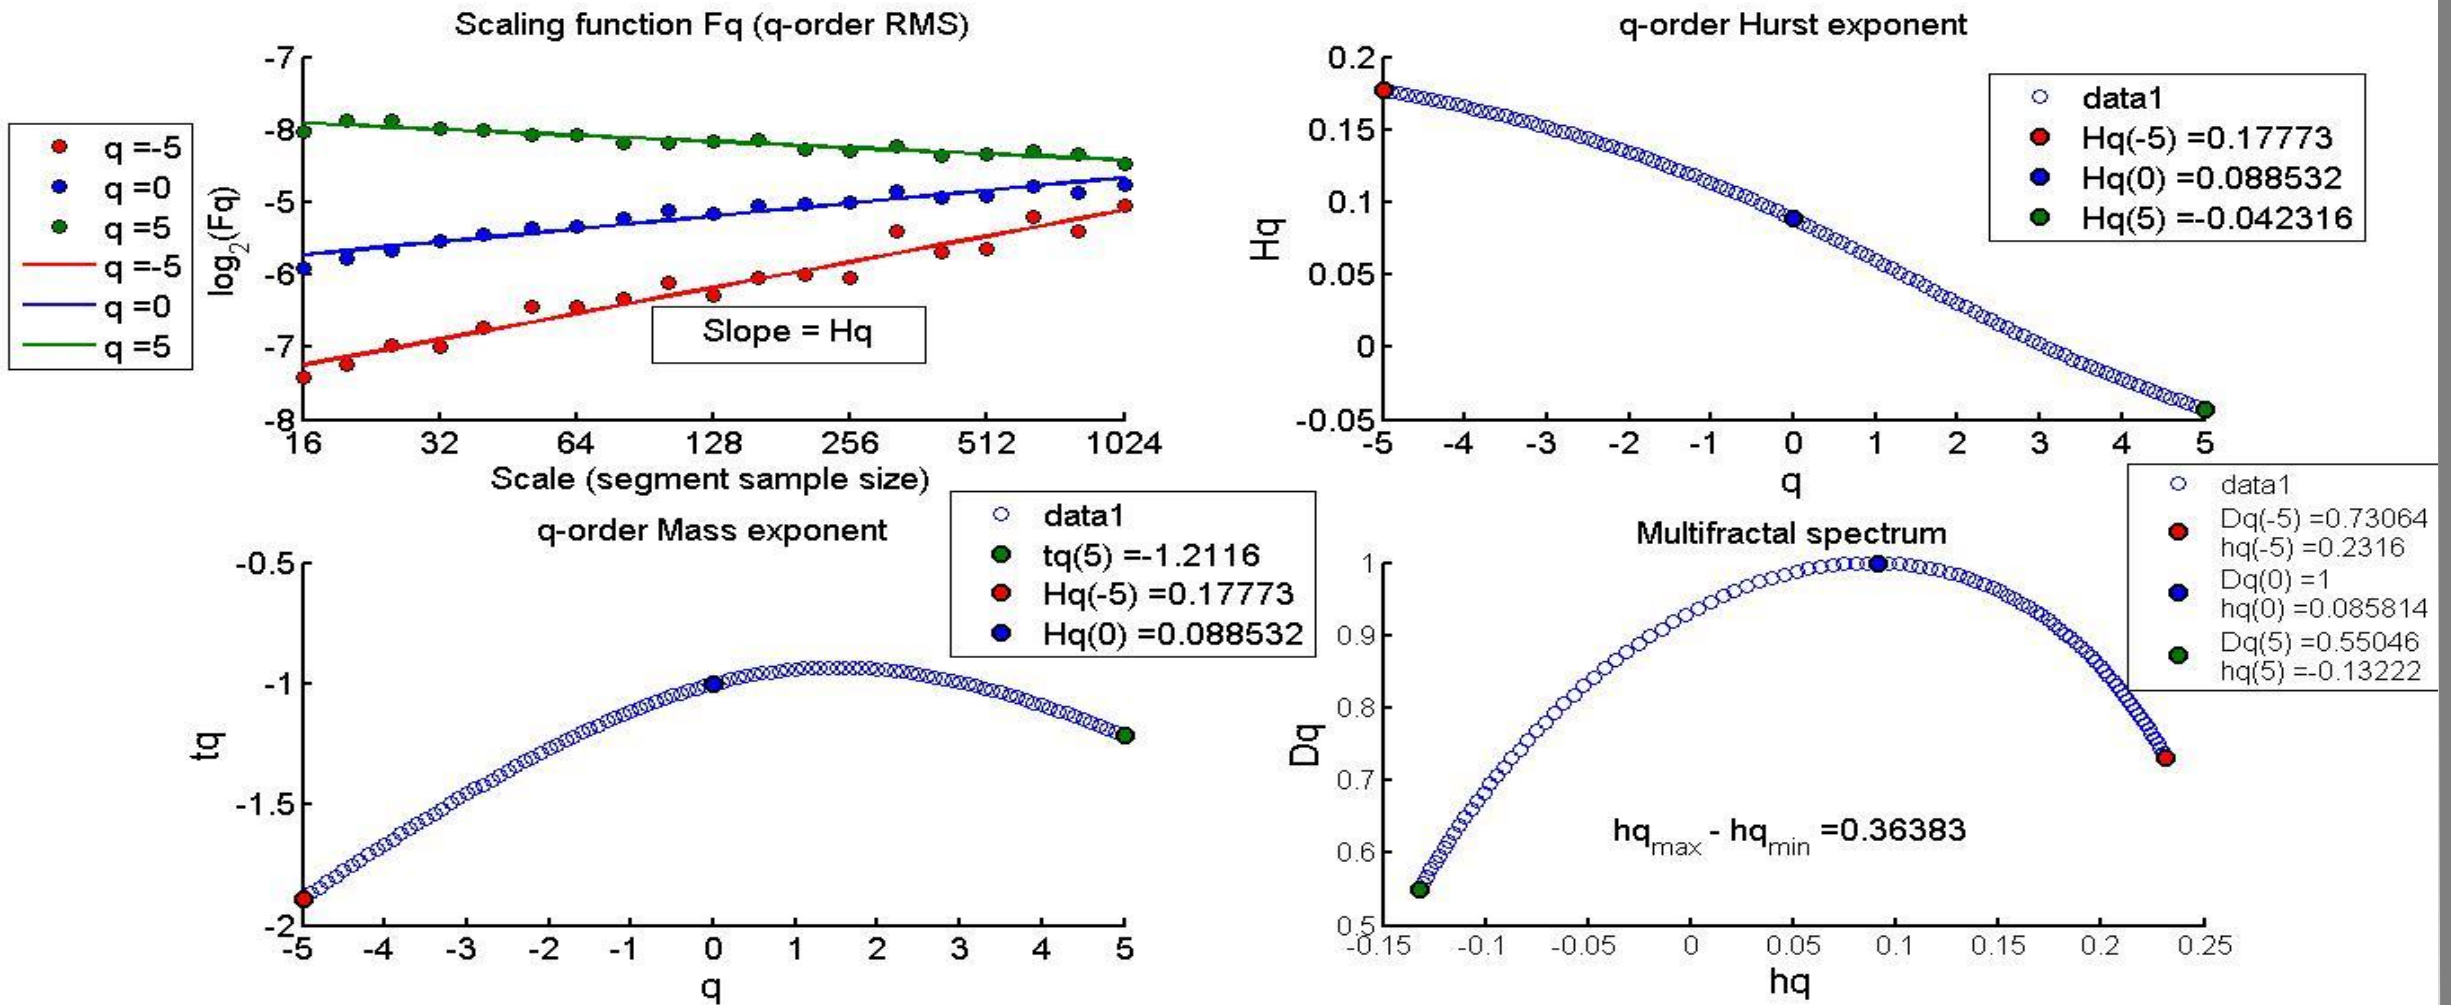 Scaling function Fq (q-order RMS)
q =-5
q =0
q =5
q =-5
q =0
q =5
log2(Fq)
-7
-8
-5
-6
-7
-8
Slope = Hq
16 32 64 128 256 512 1024
Scale (segment sample size)
q-order Hurst exponent
Hq
0.2
0.15
0.1
0.05
0
-0.05
data1
Hq(-5) =0.17773
Hq(0) =0.088532
Hq(5) =-0.042316
-5 -4 -3 -2 -1 0 1 2 3 4 5
q
q-order Mass exponent
data1
tq(5) =-1.2116
Hq(-5) =0.17773
Hq(0) =0.088532
tq
-0.5
-1
-1.5
-2
-5 -4 -3 -2 -1 0 1 2 3 4 5
q
Multifractal spectrum
data1
Dq(-5) =0.73064
hq(-5) =0.2316
Dq(0) =1
hq(0) =0.085814
Dq(5) =0.55046
hq(5) =-0.13222
Dq
1
0.9
0.8
0.7
0.6
0.5
hqmax - hqmin =0.36383
-0.15 -0.1 -0.05 0 0.05 0.1 0.15 0.2 0.25
hq